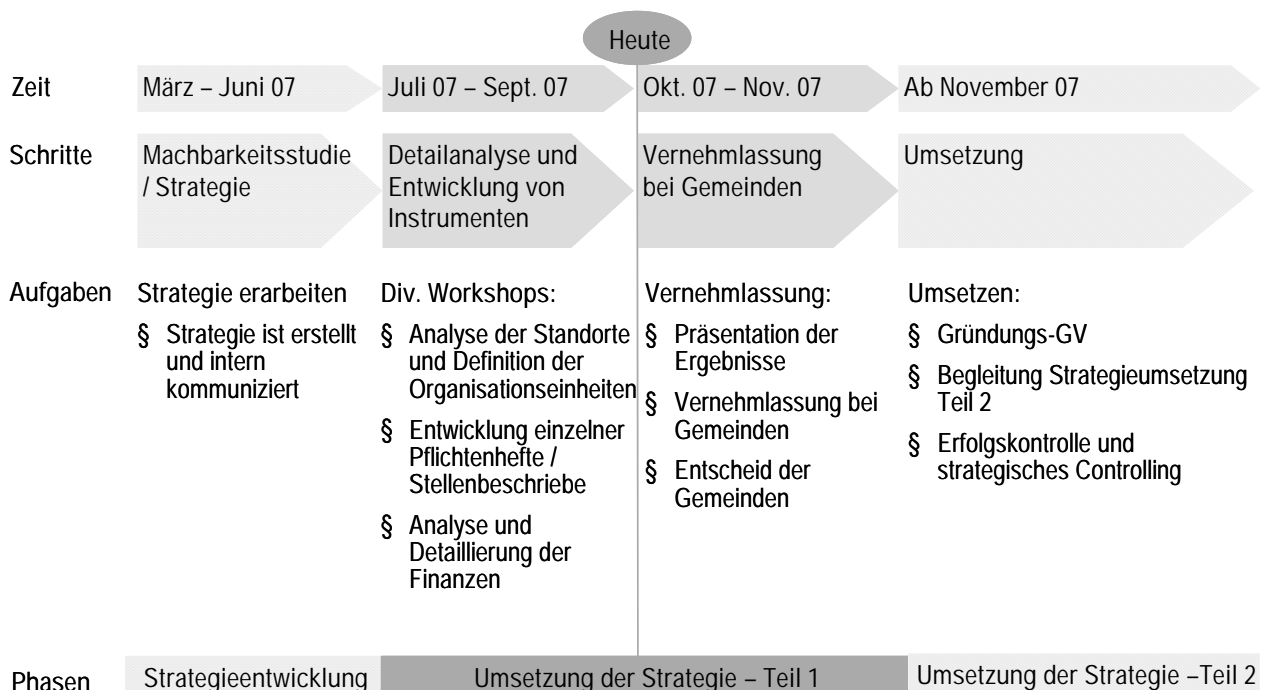 Heute
Zeit
März – Juni 07
Juli 07 – Sept. 07
Okt. 07 – Nov. 07
Ab November 07
Schritte
Machbarkeitsstudie
/ Strategie
Detailanalyse und
Entwicklung von
Instrumenten
Vernehmlassung
bei Gemeinden
Umsetzung
Aufgaben
Strategie erarbeiten
§ Strategie ist erstellt
und intern
kommuniziert
Div. Workshops:
§ Analyse der Standorte
und Definition der
Organisationseinheiten
§ Entwicklung einzelner
Pflichtenhefte /
Stellenbeschriebe
§ Analyse und
Detaillierung der
Finanzen
Vernehmlassung:
§ Präsentation der
Ergebnisse
§ Vernehmlassung bei
Gemeinden
§ Entscheid der
Gemeinden
Umsetzen:
§ Gründungs-GV
§ Begleitung Strategieumsetzung
Teil 2
§ Erfolgskontrolle und
strategisches Controlling
Phasen
Strategieentwicklung
Umsetzung der Strategie – Teil 1
Umsetzung der Strategie –Teil 2